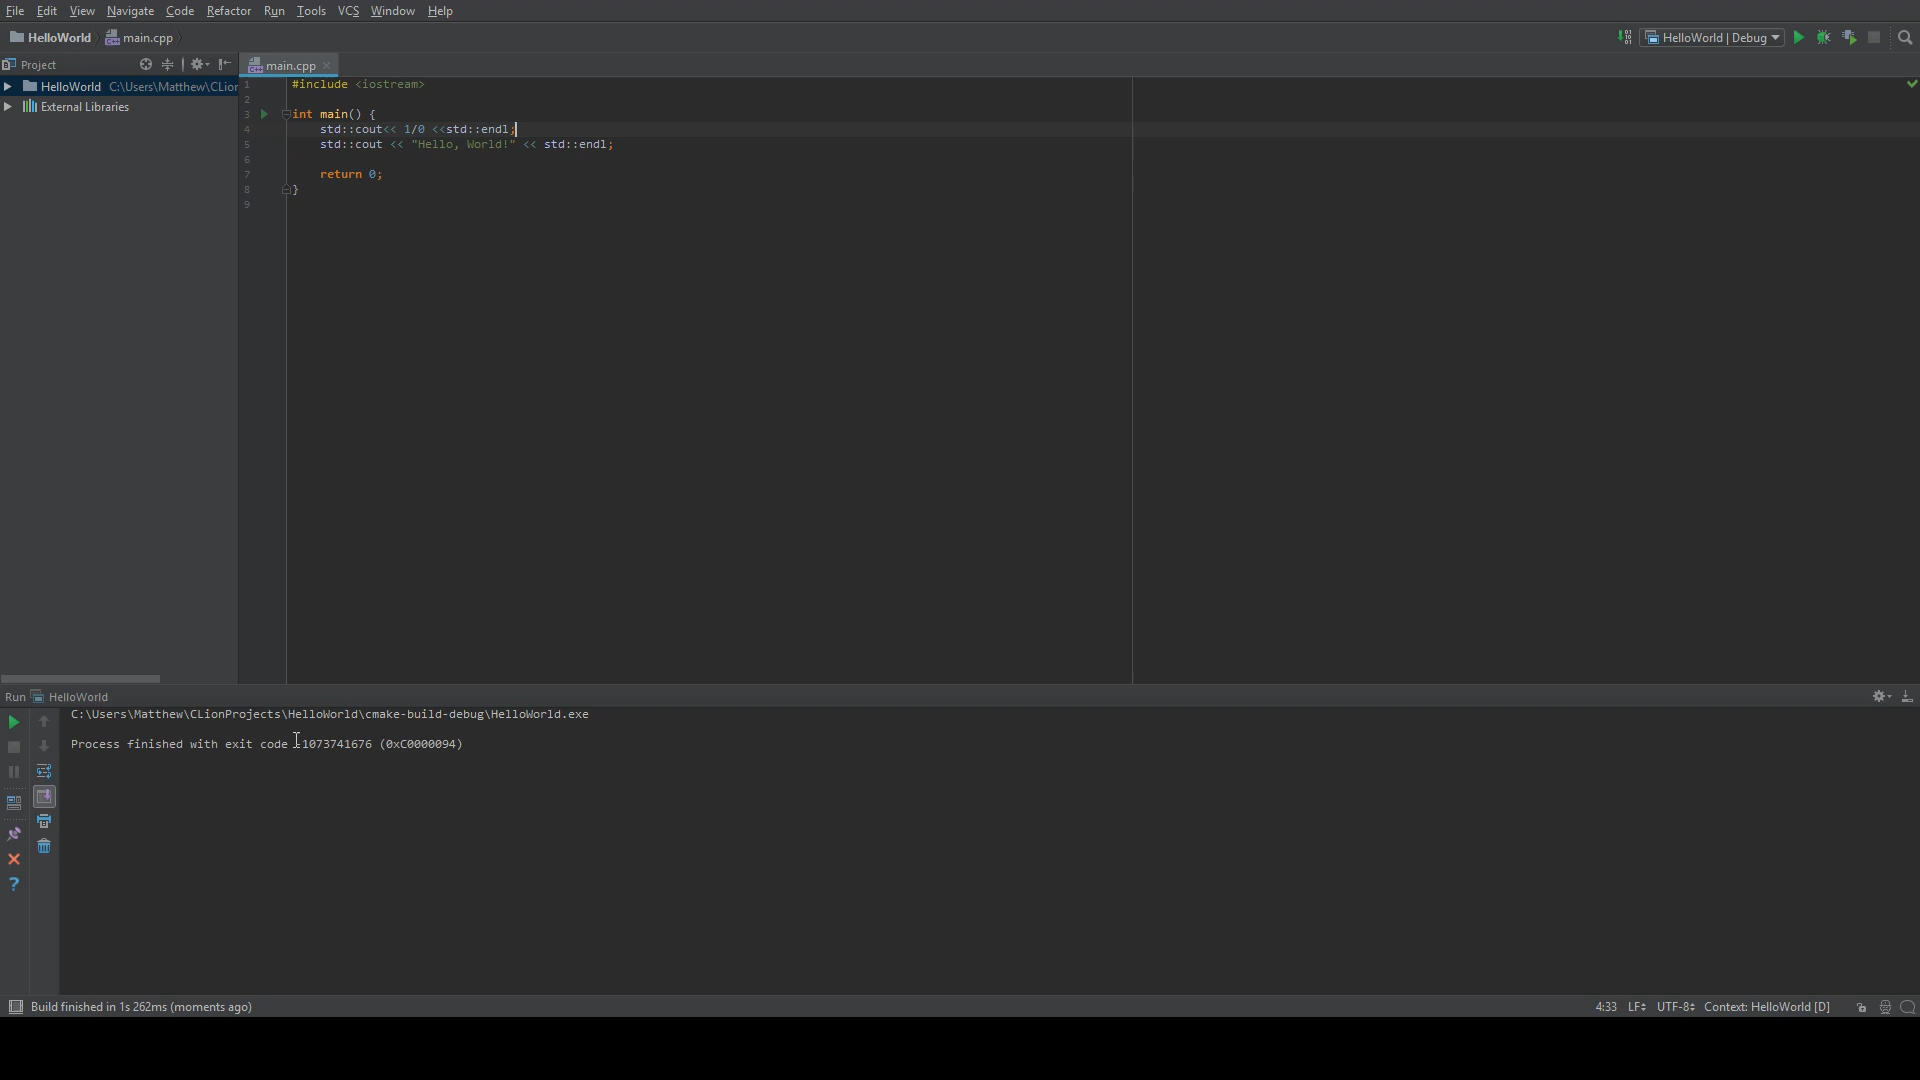 File Edit View Navigate Code Refactor Run Tools VCS Window Help
HelloWorld main.cpp HelloWorld | Debug
Project main.cpp
HelloWorld C:\Users\Matthew\CLion
External Libraries
1 #include <iostream>
2
3 int main() {
4 std::cout<< 1/0 <<std::endl;
5 std::cout << "Hello, World!" << std::endl;
6
7 return 0;
8 }
9
Run HelloWorld
C:\Users\Matthew\CLionProjects\HelloWorld\cmake-build-debug\HelloWorld.exe
Process finished with exit code -1073741676 (0xC0000094)
Build finished in 1s 262ms (moments ago) 4:33 LF UTF-8 Context: HelloWorld [D]